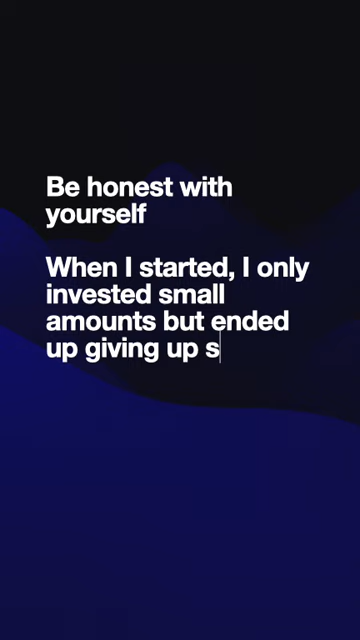 Be honest with
yourself
When I started, I only
invested small
amounts but ended
up giving up s